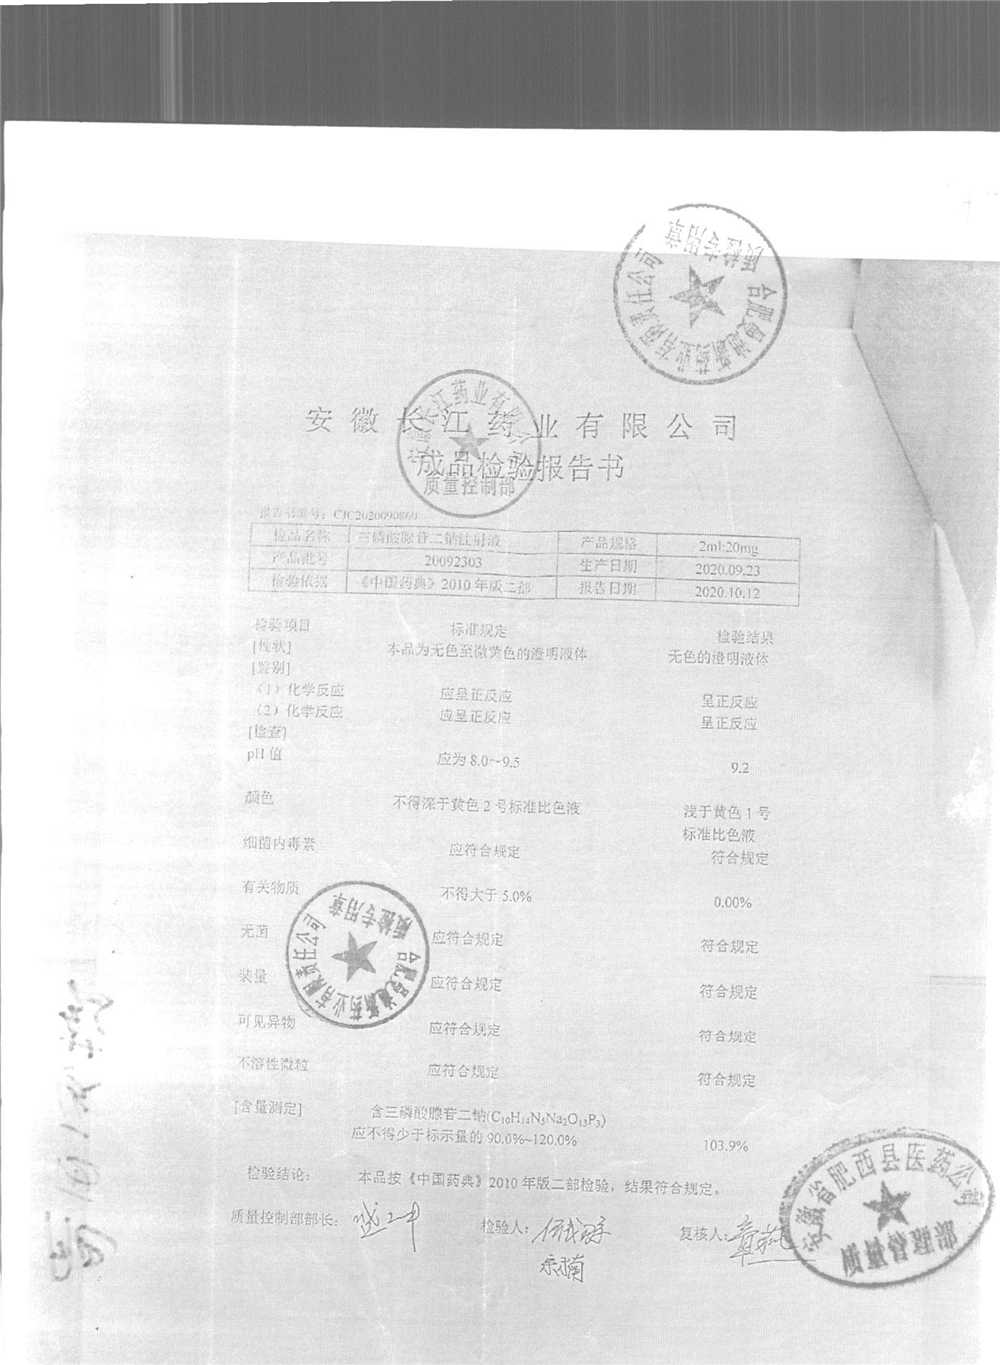 质检专用章
安徽长江药业有限公司
成品检验报告书
质量控制部
报告书编号：CJC2020090860
检品名称 三磷酸腺苷二钠注射液 产品规格 2ml:20mg
产品批号 20092303 生产日期 2020.09.23
检验依据 《中国药典》2010年版二部 报告日期 2020.10.12
检验项目 标准规定 检验结果
[性状] 本品为无色至微黄色的澄明液体 无色的澄明液体
[鉴别]
（1）化学反应 应呈正反应 呈正反应
（2）化学反应 应呈正反应 呈正反应
[检查]
pH值 应为8.0~-9.5 9.2
颜色 不得深于黄色2号标准比色液 浅于黄色1号
标准比色液
细菌内毒素 应符合规定 符合规定
有关物质 不得大于5.0% 0.00%
质检专用章
无菌 应符合规定 符合规定
装量 应符合规定 符合规定
可见异物 应符合规定 符合规定
不溶性微粒 应符合规定 符合规定
[含量测定] 含三磷酸腺苷二钠(C₁₀H₁₄N₅Na₂O₁₃P₃)
应不得少于标示量的90.0%~120.0% 103.9%
检验结论： 本品按《中国药典》2010年版二部检验，结果符合规定。
质量控制部部长： 检验人： 复核人：
安徽省肥西县医药公司
质量管理部